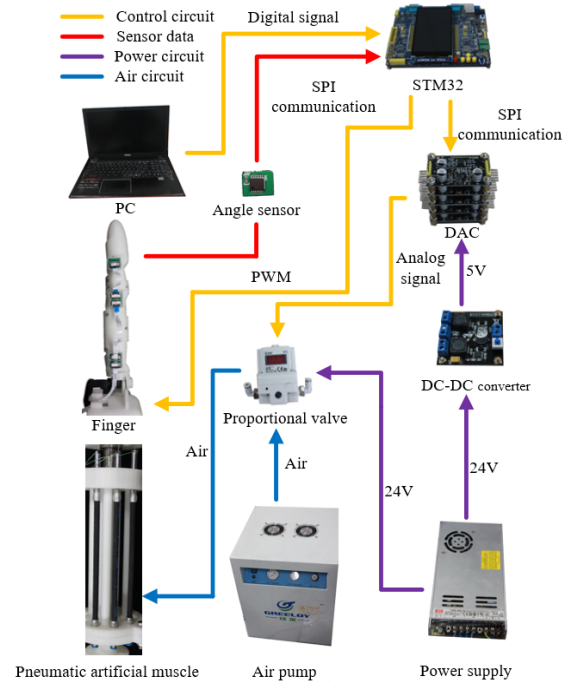 Control circuit
Sensor data
Power circuit
Air circuit
Digital signal
STM32
SPI
communication
SPI
communication
PC
Angle sensor
DAC
Analog
signal
5V
PWM
DC-DC converter
Finger
Proportional valve
Air
Air
24V
24V
GREELOY
Pneumatic artificial muscle
Air pump
Power supply